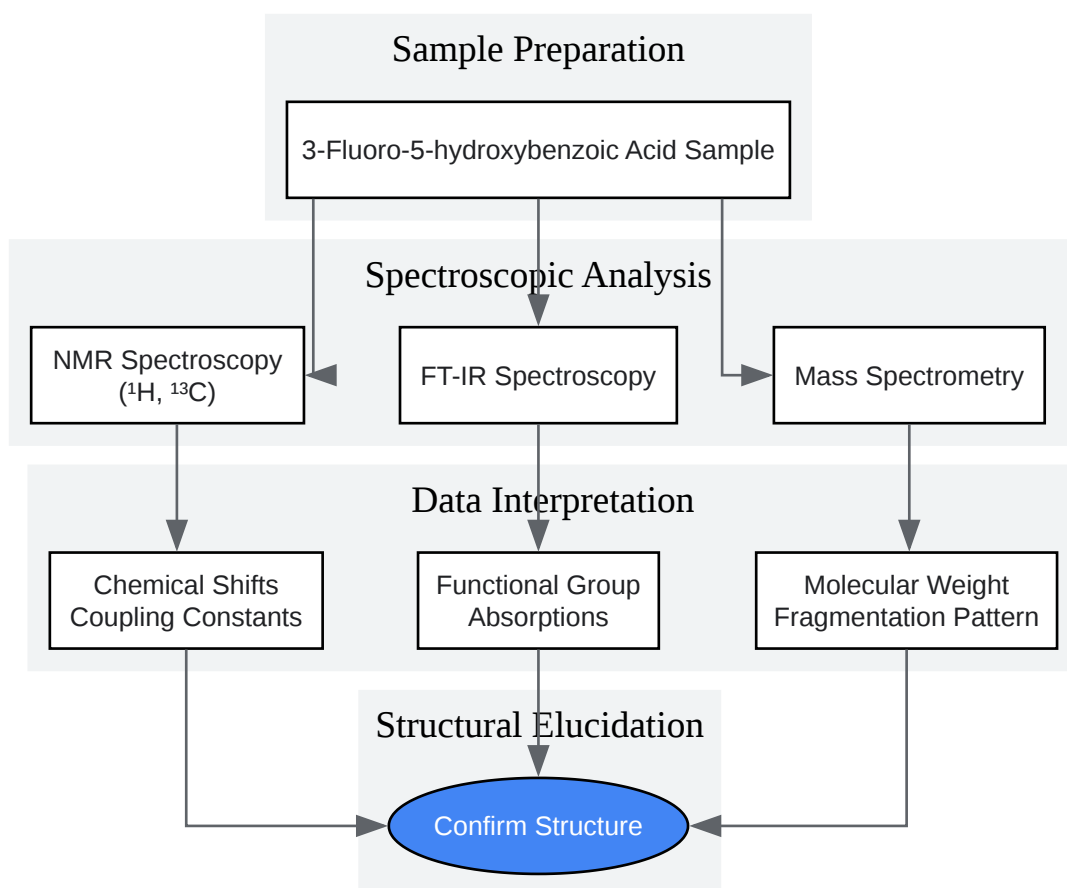 Sample Preparation
3-Fluoro-5-hydroxybenzoic Acid Sample
Spectroscopic Analysis
NMR Spectroscopy
(¹H, ¹³C)
FT-IR Spectroscopy
Mass Spectrometry
Data Interpretation
Chemical Shifts
Coupling Constants
Functional Group
Absorptions
Molecular Weight
Fragmentation Pattern
Structural Elucidation
Confirm Structure